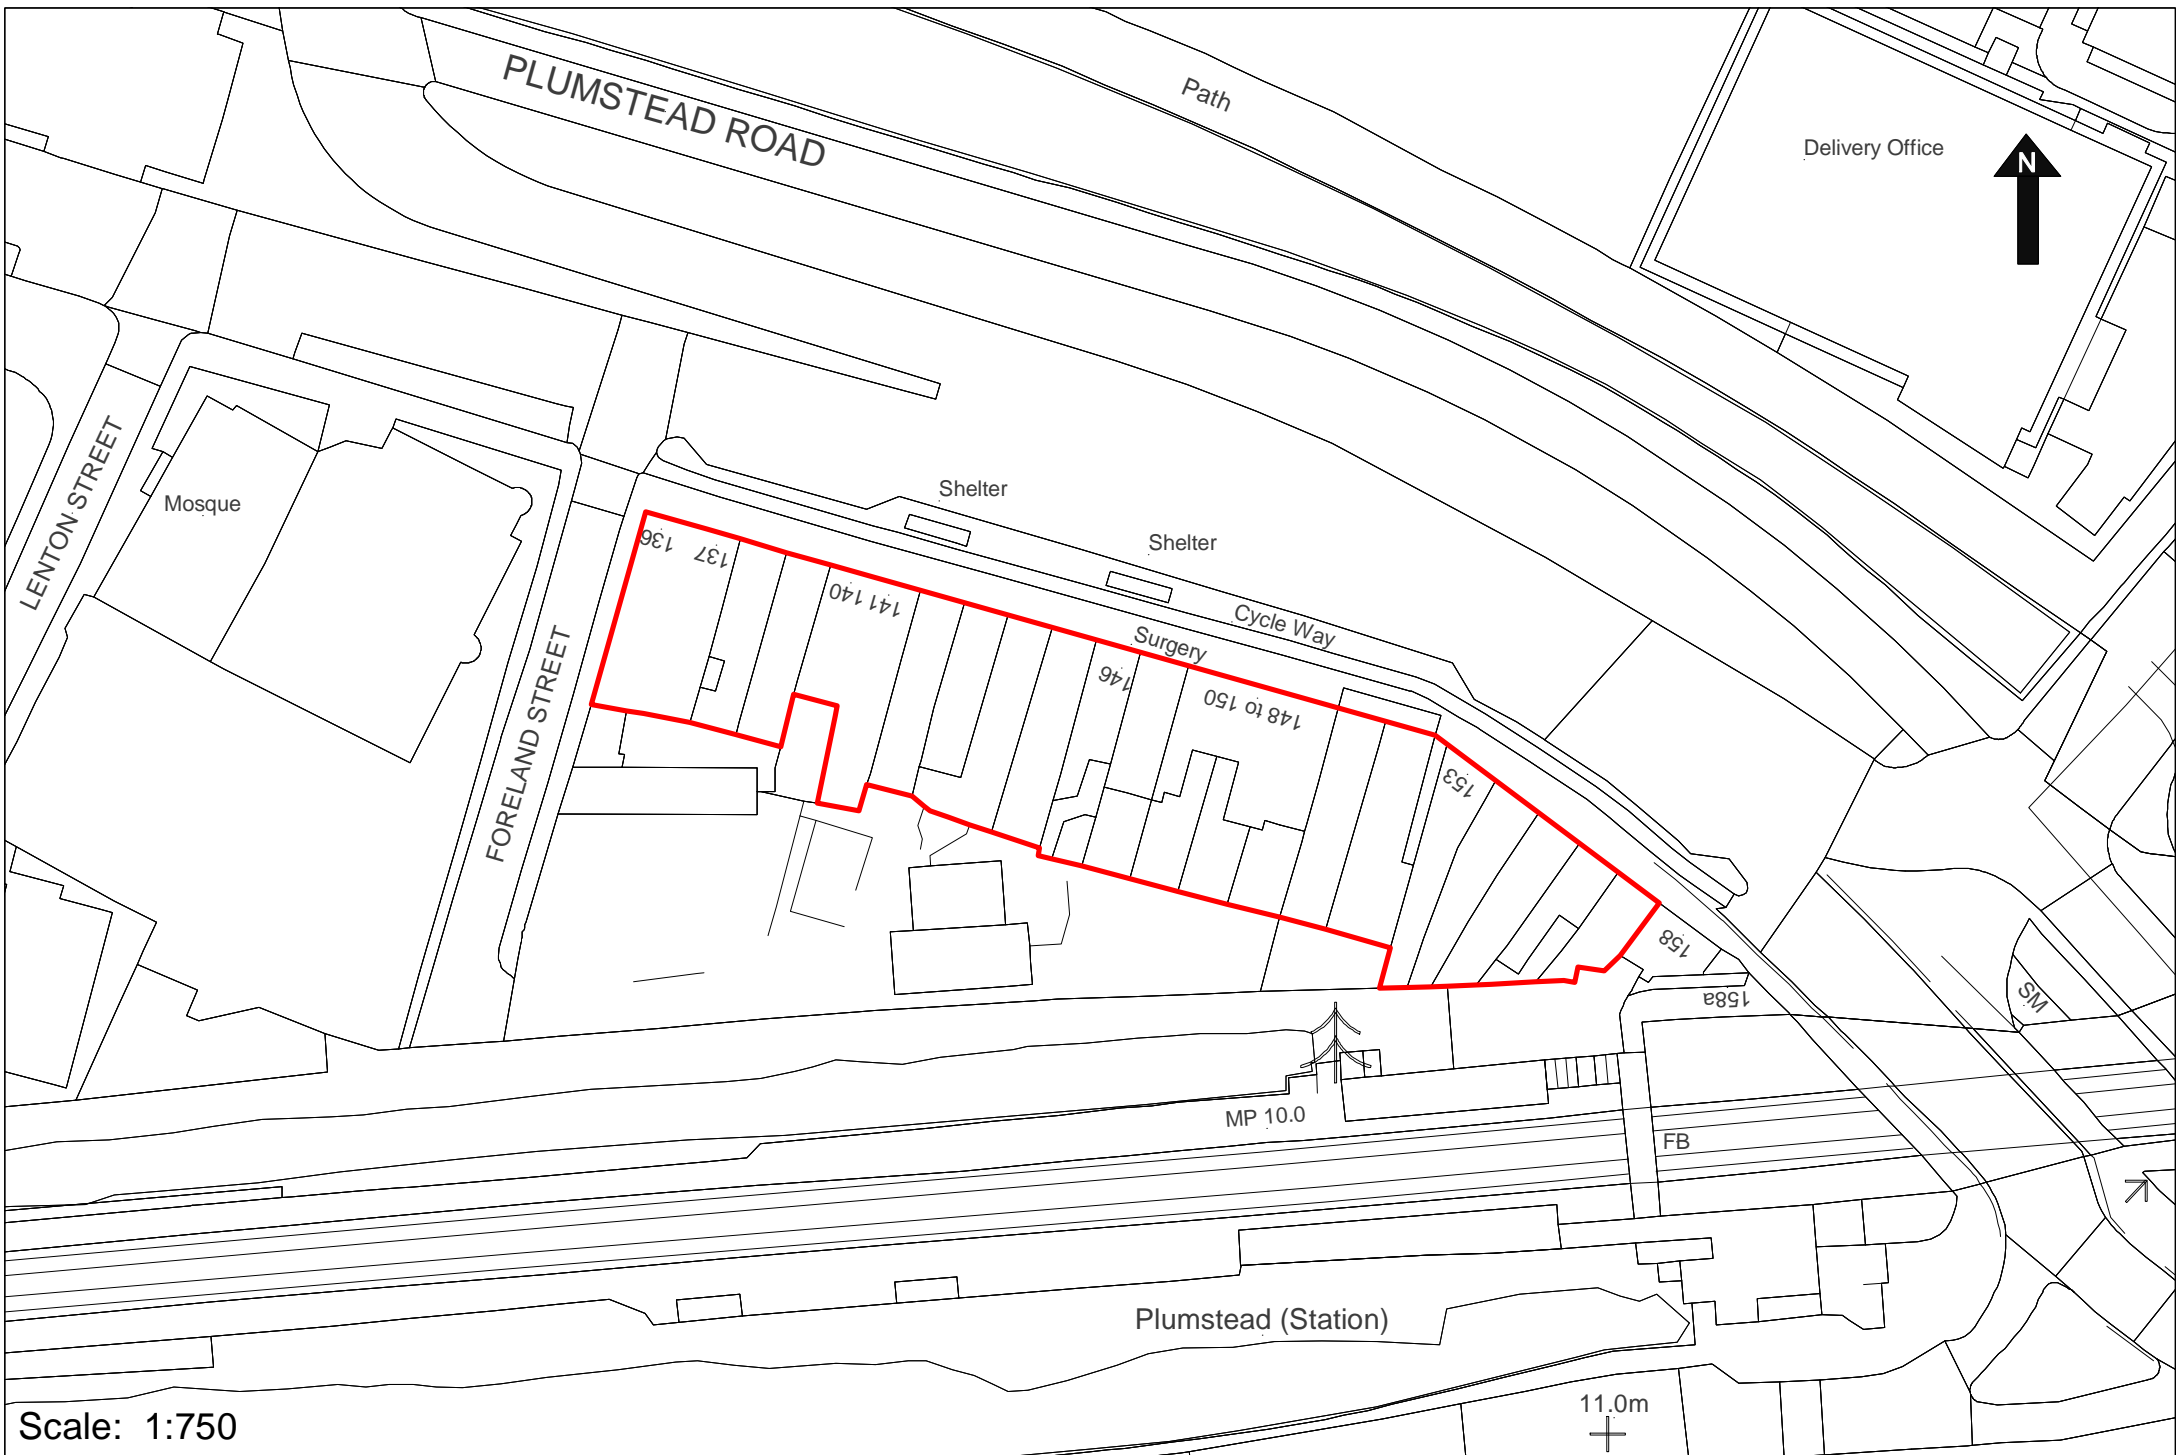 PLUMSTEAD ROAD
Path
Delivery Office
N
LENTON STREET
Mosque
Shelter
Shelter
Cycle Way
Surgery
136
137
140
141
146
148 to 150
153
FORELAND STREET
158
158a
SM
MP 10.0
FB
Plumstead (Station)
11.0m
Scale: 1:750